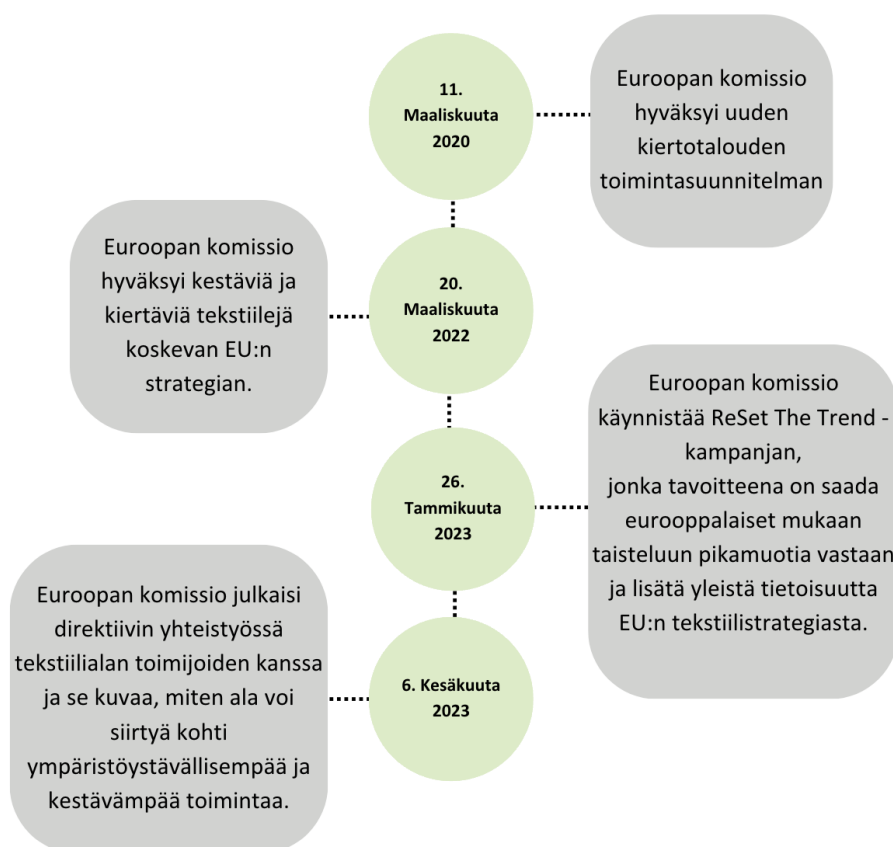 11.
Maaliskuuta
2020
Euroopan komissio
hyväksyi uuden
kiertotalouden
toimintasuunnitelman
20.
Maaliskuuta
2022
Euroopan komissio
hyväksyi kestäviä ja
kiertäviä tekstiilejä
koskevan EU:n
strategian.
26.
Tammikuuta
2023
Euroopan komissio
käynnistää ReSet The Trend -
kampanjan,
jonka tavoitteena on saada
eurooppalaiset mukaan
taisteluun pikamuotia vastaan
ja lisätä yleistä tietoisuutta
EU:n tekstiilistrategiasta.
6. Kesäkuuta
2023
Euroopan komissio julkaisi
direktiivin yhteistyössä
tekstiilialan toimijoiden kanssa
ja se kuvaa, miten ala voi
siirtyä kohti
ympäristöystävällisempää ja
kestävämpää toimintaa.